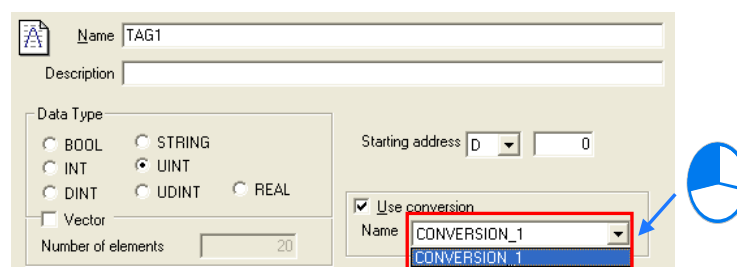 Name TAG1
Description
Data Type
BOOL STRING
Starting address D 0
INT UINT
DINT UDINT REAL
Vector
Use conversion
Number of elements 20
Name CONVERSION_1
CONVERSION_1